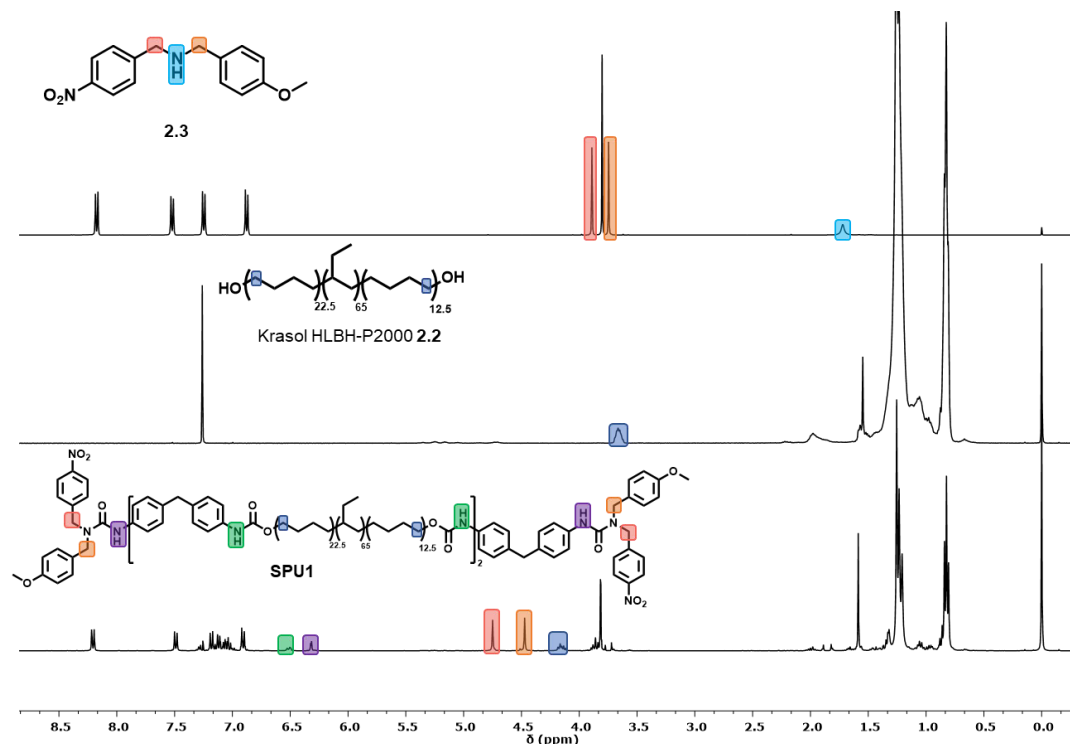 N
H
O₂N
O
2.3
HO
OH
22.5
65
12.5
Krasol HLBH-P2000 2.2
NO₂
O
N
NH
O
O
NH
O
O
22.5
65
12.5
O
O
NH
2
SPU1
NH
O
N
O
NO₂
8.5 8.0 7.5 7.0 6.5 6.0 5.5 5.0 4.5 4.0 3.5 3.0 2.5 2.0 1.5 1.0 0.5 0.0
δ (ppm)